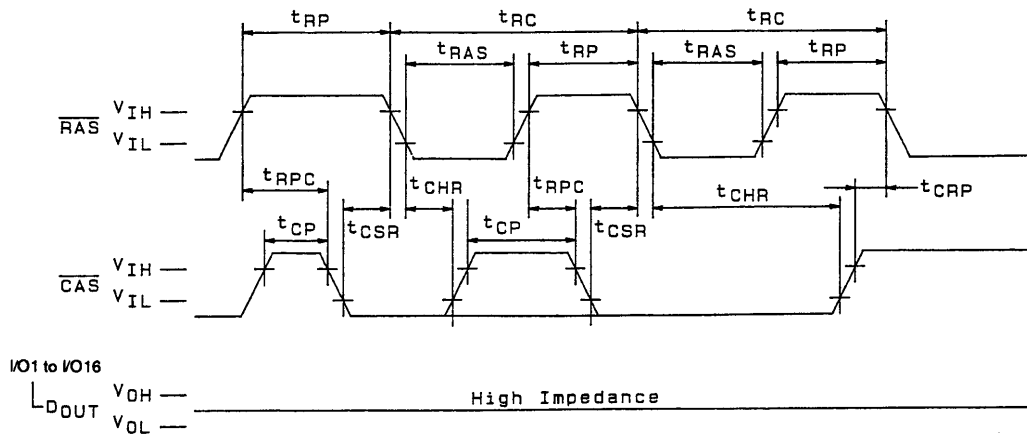 tRP tRC tRC
tRAS tRP tRAS tRP
RAS VIH
VIL
tRPC tCHR tRPC tCHR tCRP
tCP tCSR tCP tCSR
CAS VIH
VIL
I/O1 to I/O16
DOUT VOH High Impedance
VOL